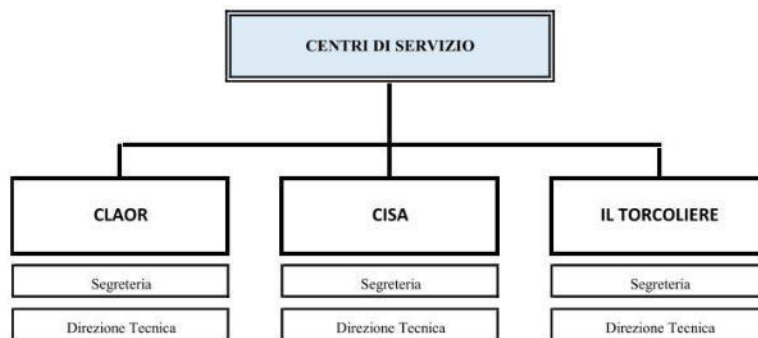 CENTRI DI SERVIZIO
CLAOR
CISA
IL TORCOLIERE
Segreteria
Segreteria
Segreteria
Direzione Tecnica
Direzione Tecnica
Direzione Tecnica